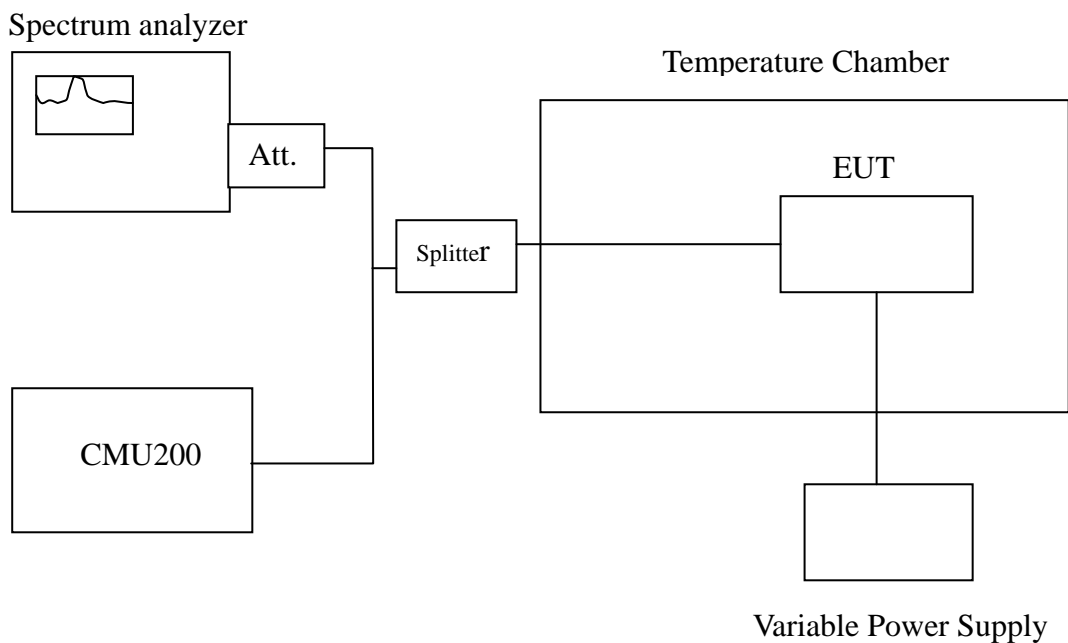 Spectrum analyzer
Temperature Chamber
Att.
EUT
Splitter
CMU200
Variable Power Supply